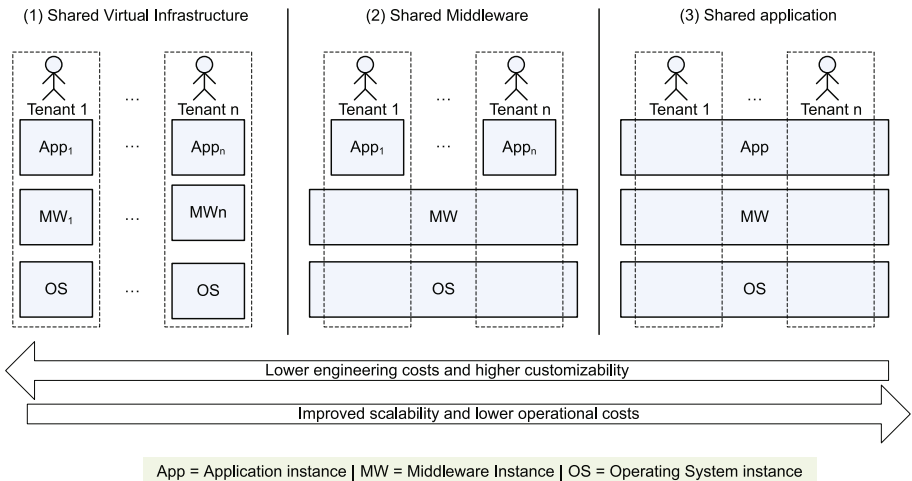 (1) Shared Virtual Infrastructure
(2) Shared Middleware
(3) Shared application
Tenant 1 ... Tenant n
Tenant 1 ... Tenant n
Tenant 1 ... Tenant n
App₁ ... Appₙ
App₁ ... Appₙ
App
MW₁ ... MWn
MW
MW
OS ... OS
OS
OS
Lower engineering costs and higher customizability
Improved scalability and lower operational costs
App = Application instance | MW = Middleware Instance | OS = Operating System instance